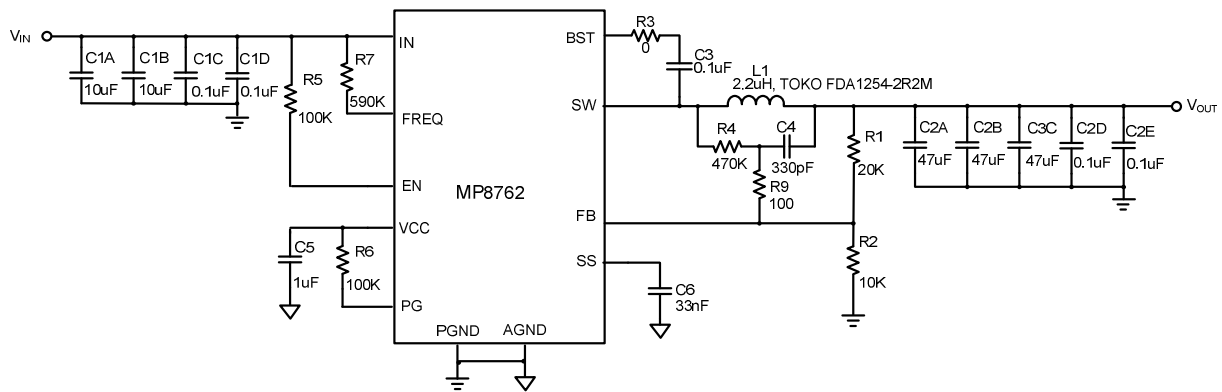 VIN
C1A
10uF
C1B
10uF
C1C
0.1uF
C1D
0.1uF
R5
100K
R7
590K
IN
FREQ
EN
VCC
PG
C5
1uF
R6
100K
MP8762
PGND
AGND
BST
SW
FB
SS
R3
0
C3
0.1uF
L1
2.2uH, TOKO FDA1254-2R2M
R4
470K
C4
330pF
R9
100
R1
20K
R2
10K
C6
33nF
C2A
47uF
C2B
47uF
C3C
47uF
C2D
0.1uF
C2E
0.1uF
VOUT